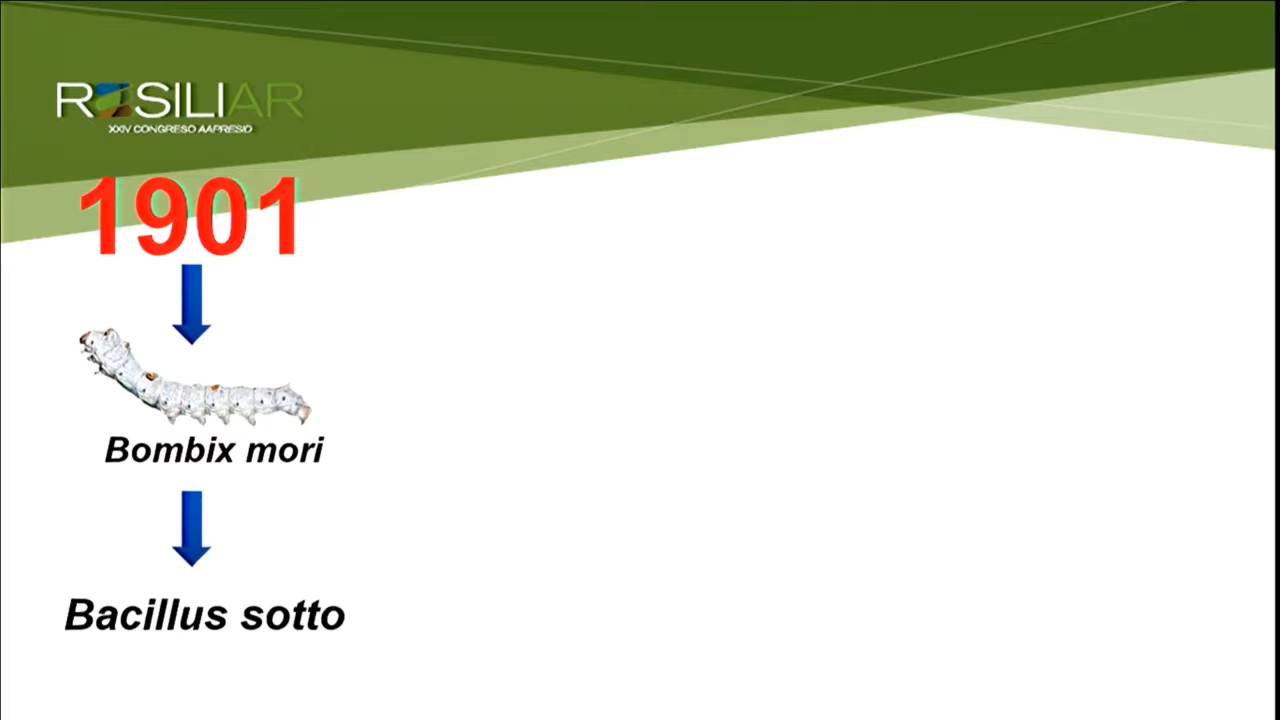 RESILIAR
XXIV CONGRESO AAPRESID
1901
Bombix mori
Bacillus sotto